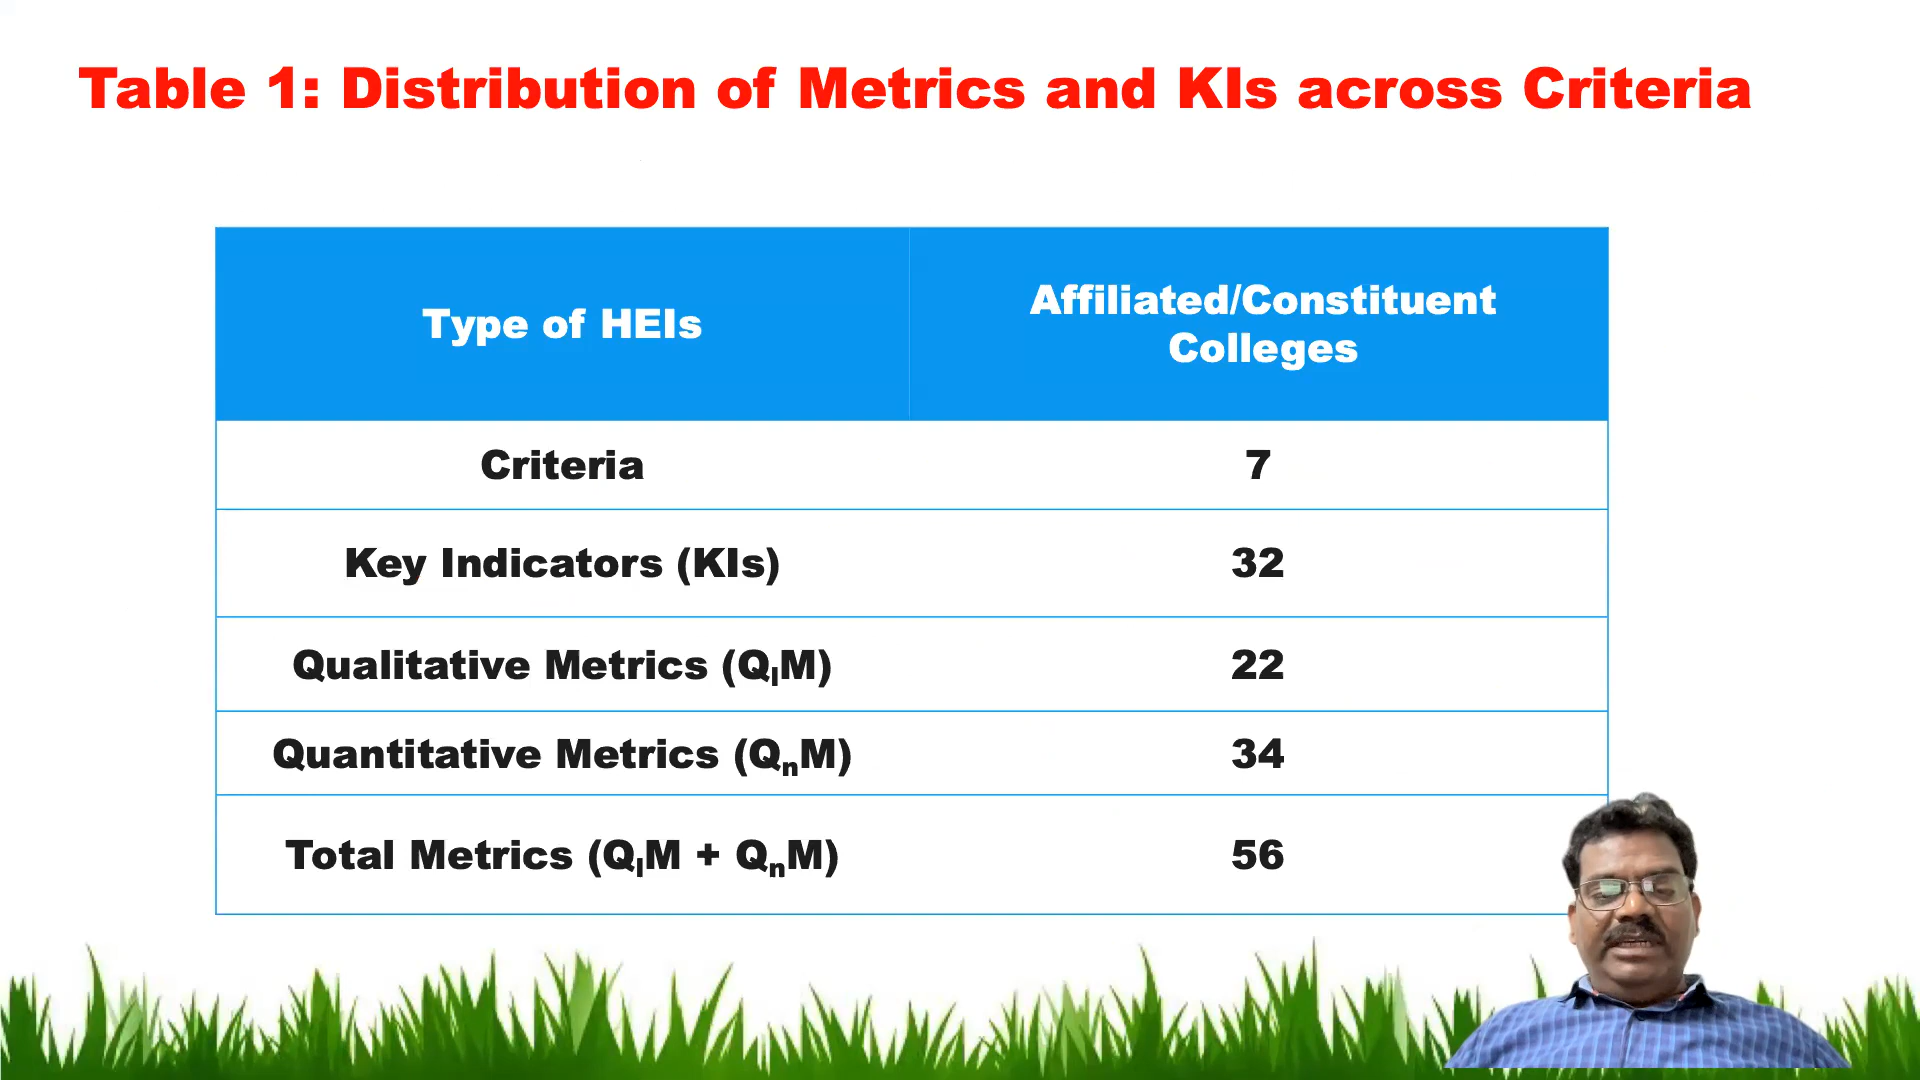 Table 1: Distribution of Metrics and KIs across Criteria
Type of HEIs
Affiliated/Constituent
Colleges
Criteria
7
Key Indicators (KIs)
32
Qualitative Metrics (QlM)
22
Quantitative Metrics (QnM)
34
Total Metrics (QlM + QnM)
56